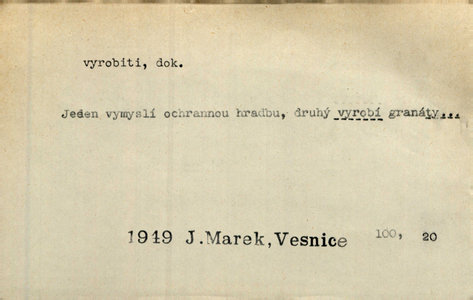 vyrobiti, dok.
Jeden vymyslí ochrannou hradbu, druhý vyrobí granáty...
1949 J.Marek,Vesnice 100, 20